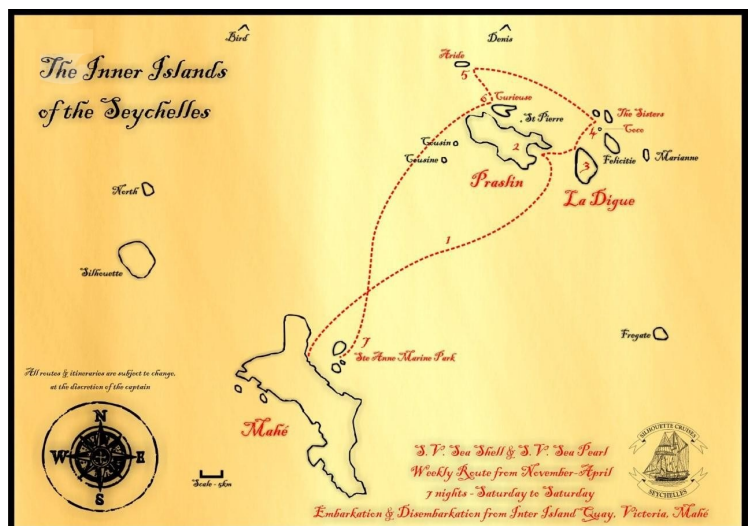 Bird
Denis
The Inner Islands
of the Seychelles
Aride
5
6
Curieuse
St Pierre
The Sisters
4
Coco
Cousin
Cousine
2
Praslin
3
La Digue
Felicitie
Marianne
North
Silhouette
1
Fregate
7
Ste Anne Marine Park
All routes & itineraries are subject to change,
at the discretion of the captain
Mahé
N
W
E
S
Scale - 5km
S.V. Sea Shell & S.V. Sea Pearl
Weekly Route from November-April
7 nights - Saturday to Saturday
Embarkation & Disembarkation from Inter Island Quay, Victoria, Mahé
SILHOUETTE CRUISES
SEYCHELLES